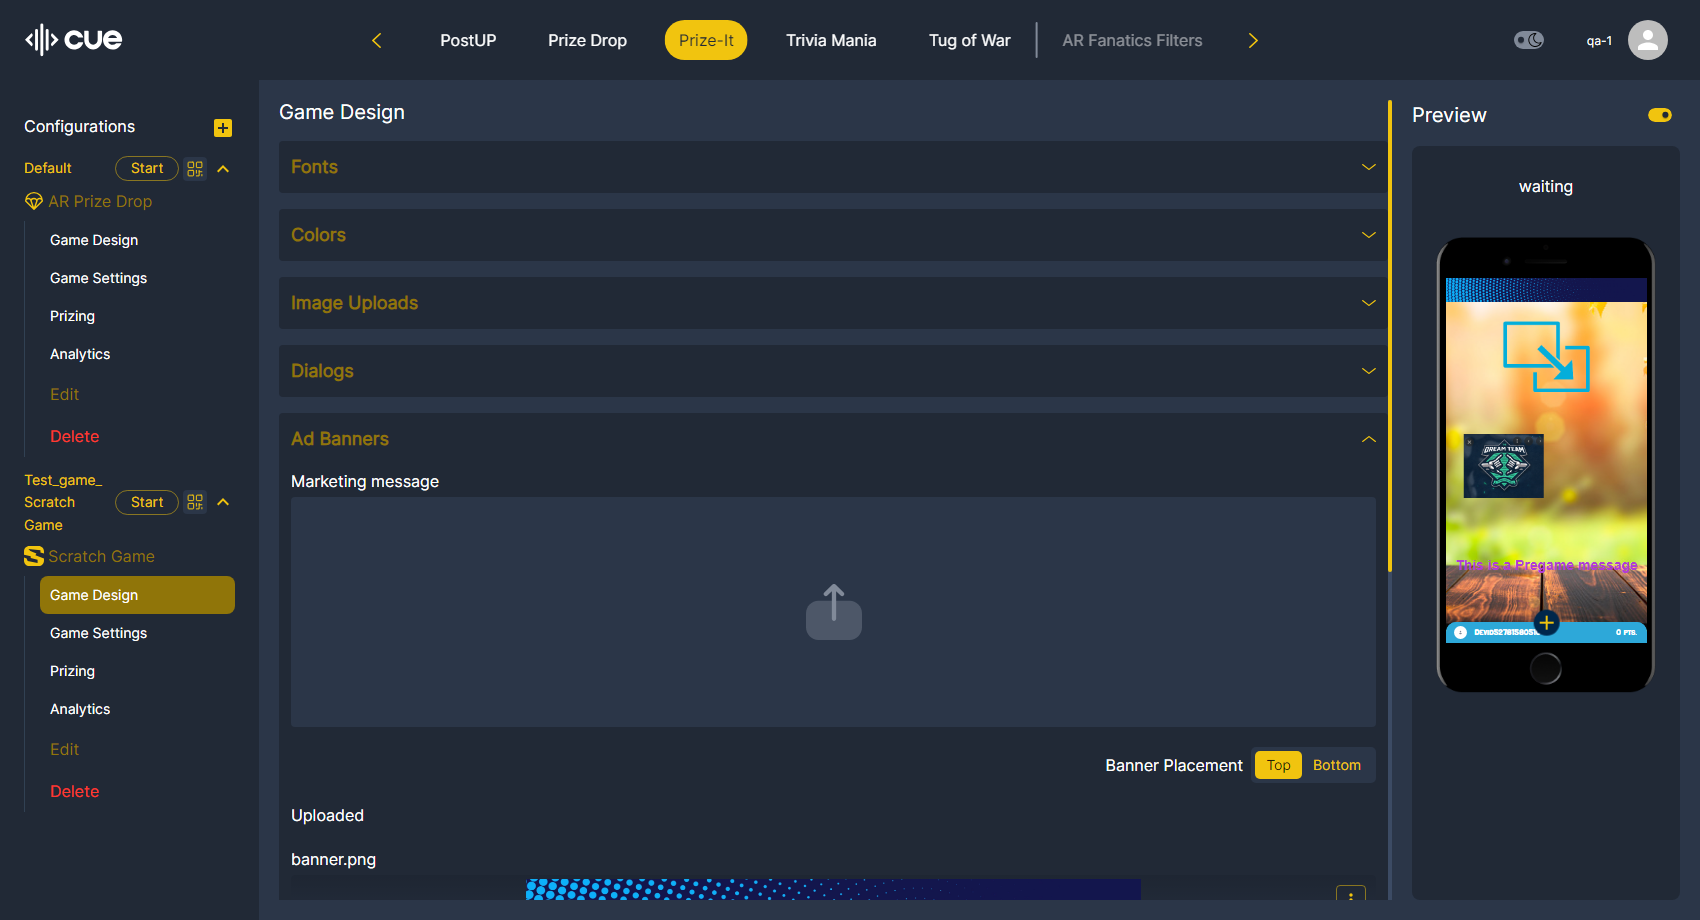 cue
PostUP
Prize Drop
Prize-It
Trivia Mania
Tug of War
AR Fanatics Filters
qa-1
Configurations
Default
Start
AR Prize Drop
Game Design
Game Settings
Prizing
Analytics
Edit
Delete
Test_game_
Scratch
Game
Start
Scratch Game
Game Design
Game Settings
Prizing
Analytics
Edit
Delete
Game Design
Fonts
Colors
Image Uploads
Dialogs
Ad Banners
Marketing message
Banner Placement
Top
Bottom
Uploaded
banner.png
Preview
waiting
DREAM TEAM
This is a Pregame message
0 PTS.